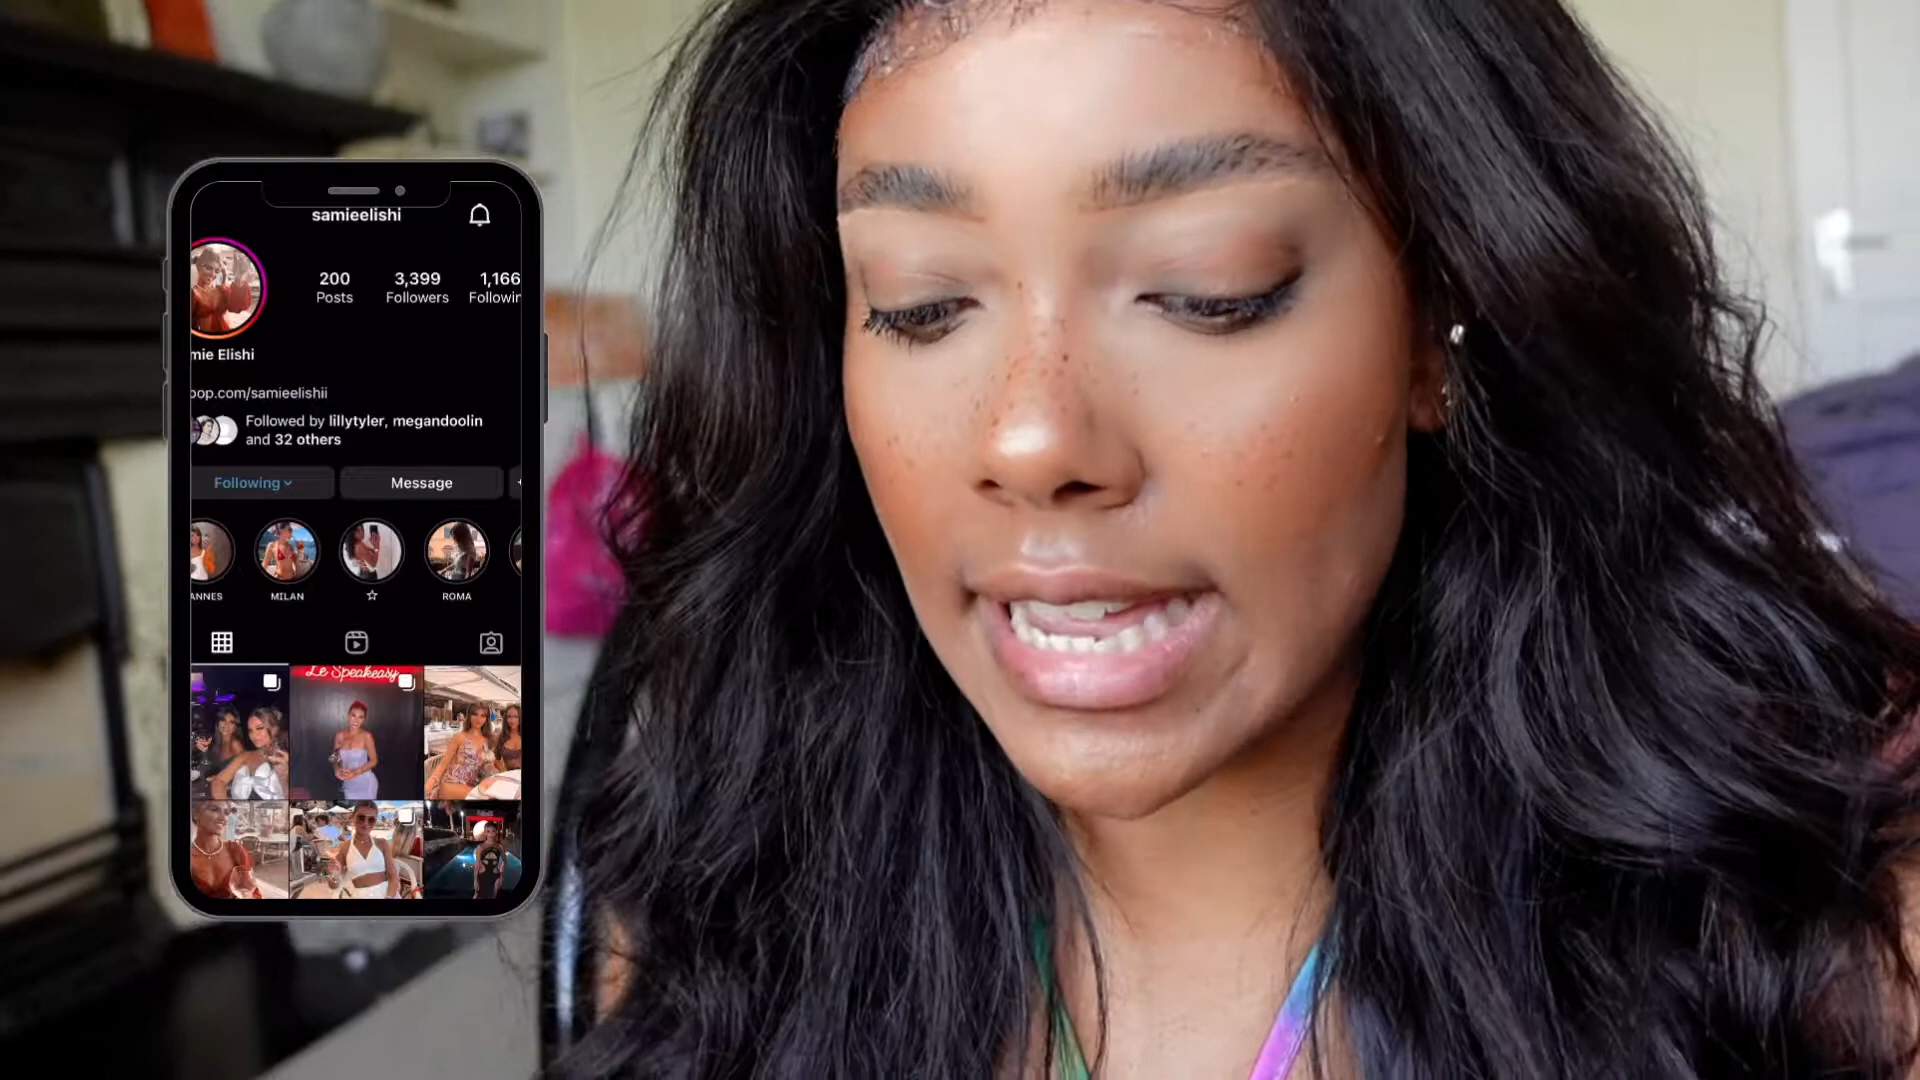 samieelishi
200 3,399 1,166
Posts Followers Followin
mie Elishi
pop.com/samieelishii
Followed by lillytyler, megandoolin
and 32 others
Following Message
ANNES MILAN ☆ ROMA
Le Speakeasy